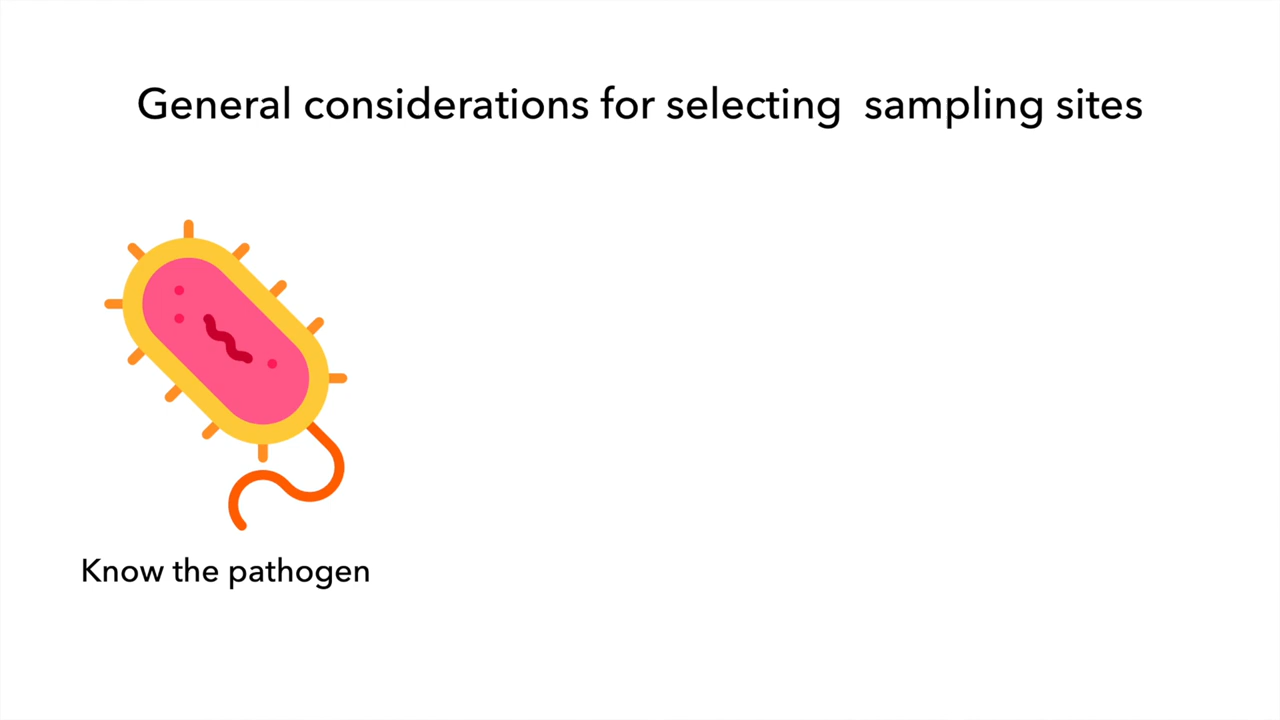 General considerations for selecting  sampling sites
Know the pathogen